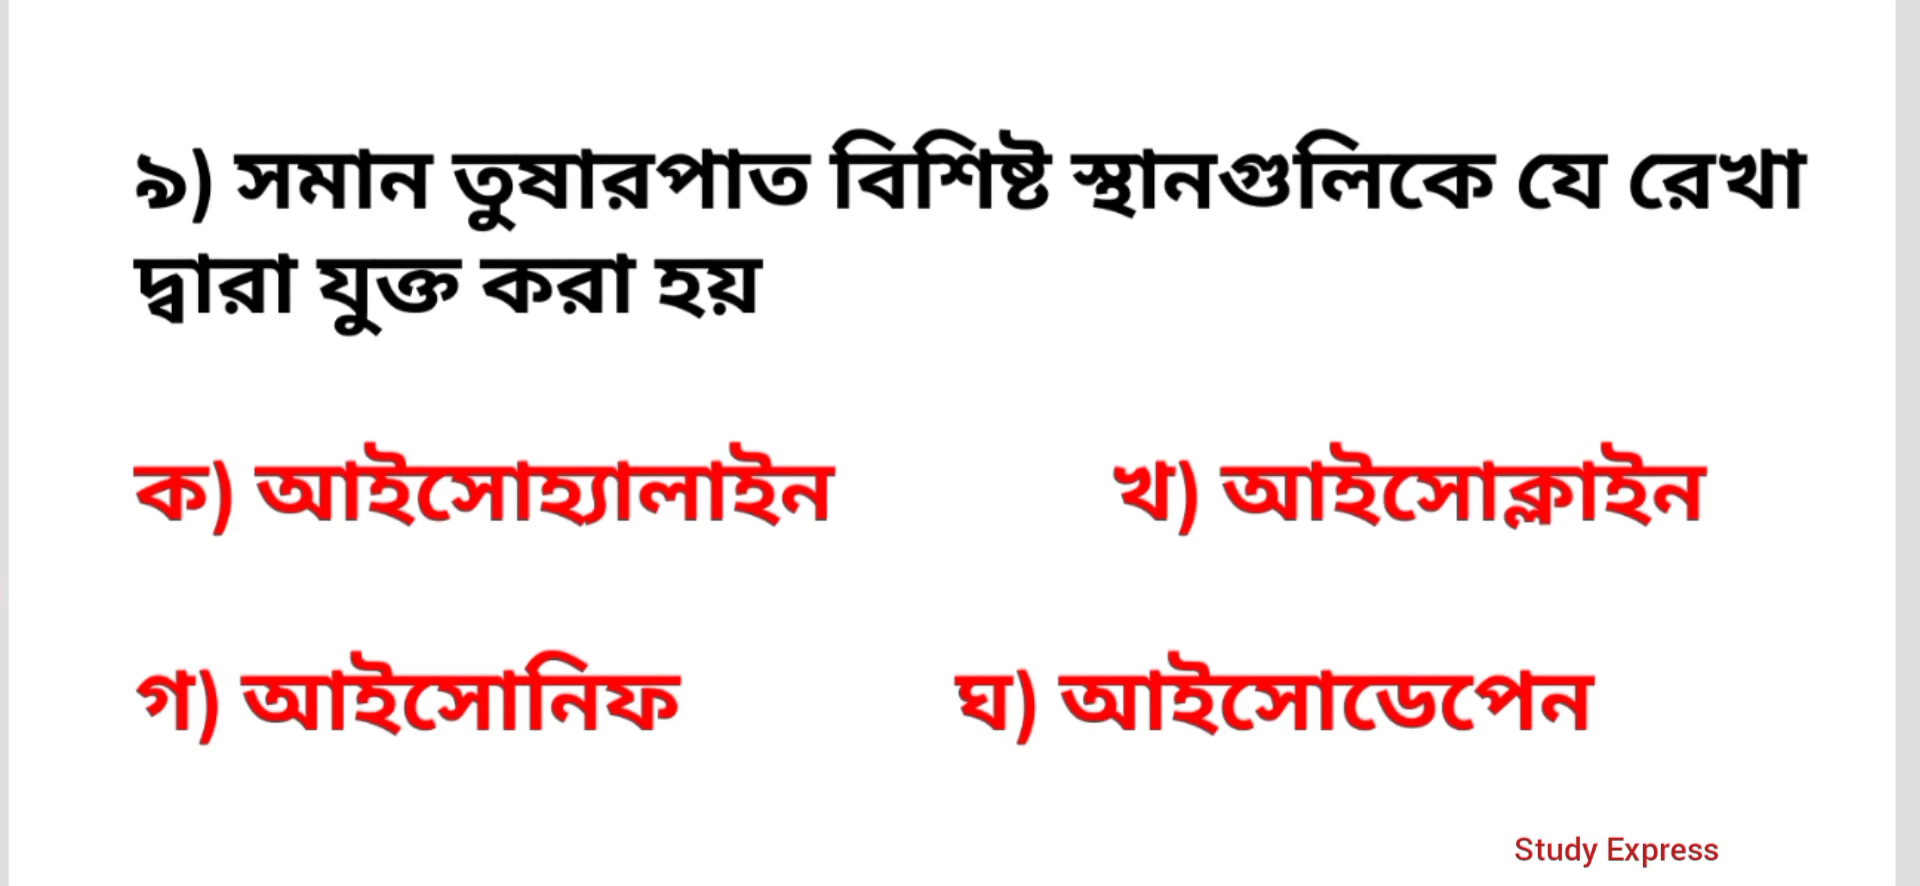 ৯) সমান তুষারপাত বিশিষ্ট স্থানগুলিকে যে রেখা
দ্বারা যুক্ত করা হয়
ক) আইসোহ্যালাইন খ) আইসোক্লাইন
গ) আইসোনিফ ঘ) আইসোডেপেন
Study Express